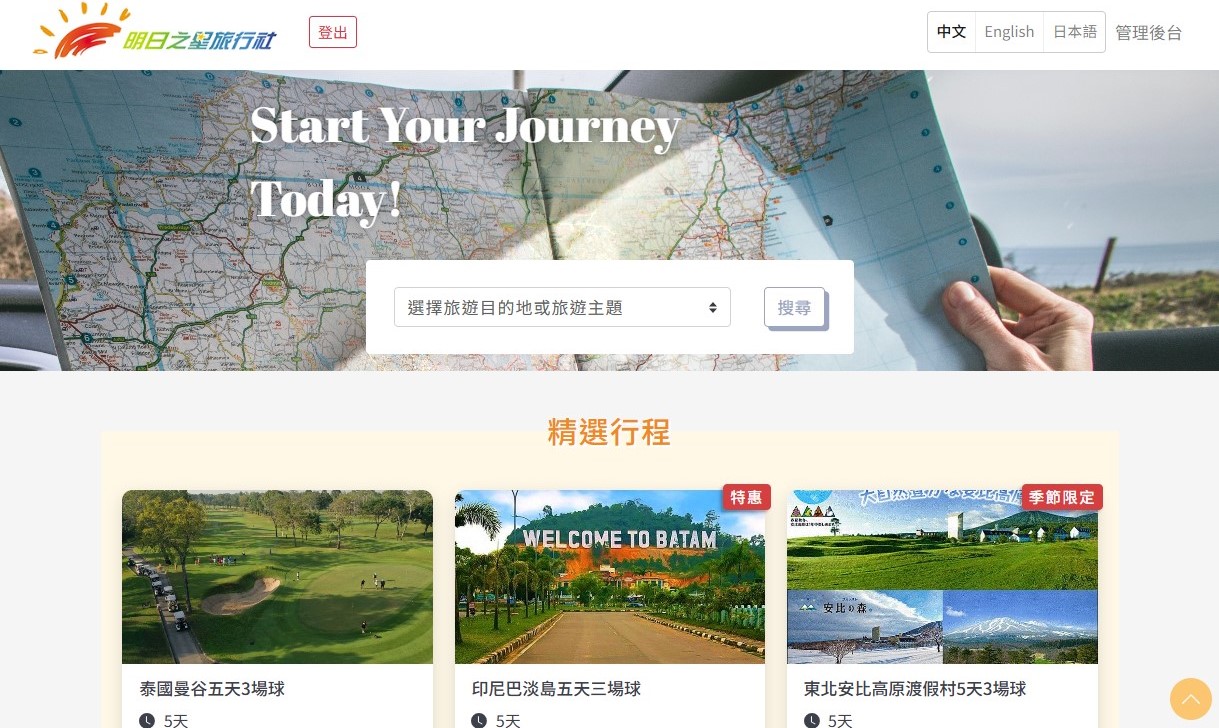 明日之星旅行社
登出
中文
English
日本語
管理後台
Start Your Journey
Today!
選擇旅遊目的地或旅遊主題
搜尋
精選行程
特惠
季節限定
WELCOME TO BATAM
安比の森。
泰國曼谷五天3場球
印尼巴淡島五天三場球
東北安比高原渡假村5天3場球
5天
5天
5天